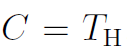 C = T_H